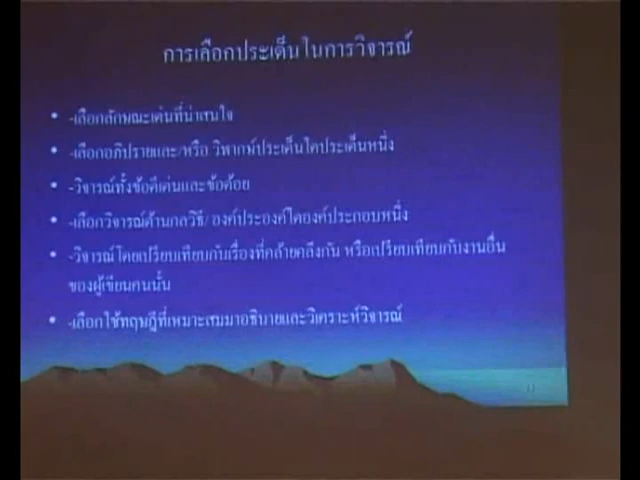 การเลือกประเด็นในการวิจารณ์
• -เลือกลักษณะเด่นที่น่าสนใจ
• -เลือกอภิปรายและ/หรือ วิพากษ์ประเด็นใดประเด็นหนึ่ง
• -วิจารณ์ทั้งข้อดีเด่นและข้อด้อย
• -เลือกวิจารณ์ด้านกลวิธี/ องค์ประองค์ใดองค์ประกอบหนึ่ง
• -วิจารณ์โดยเปรียบเทียบกับเรื่องที่คล้ายคลึงกัน หรือเปรียบเทียบกับงานอื่น
ของผู้เขียนคนนั้น
• -เลือกใช้ทฤษฎีที่เหมาะสมมาอธิบายและวิเคราะห์วิจารณ์